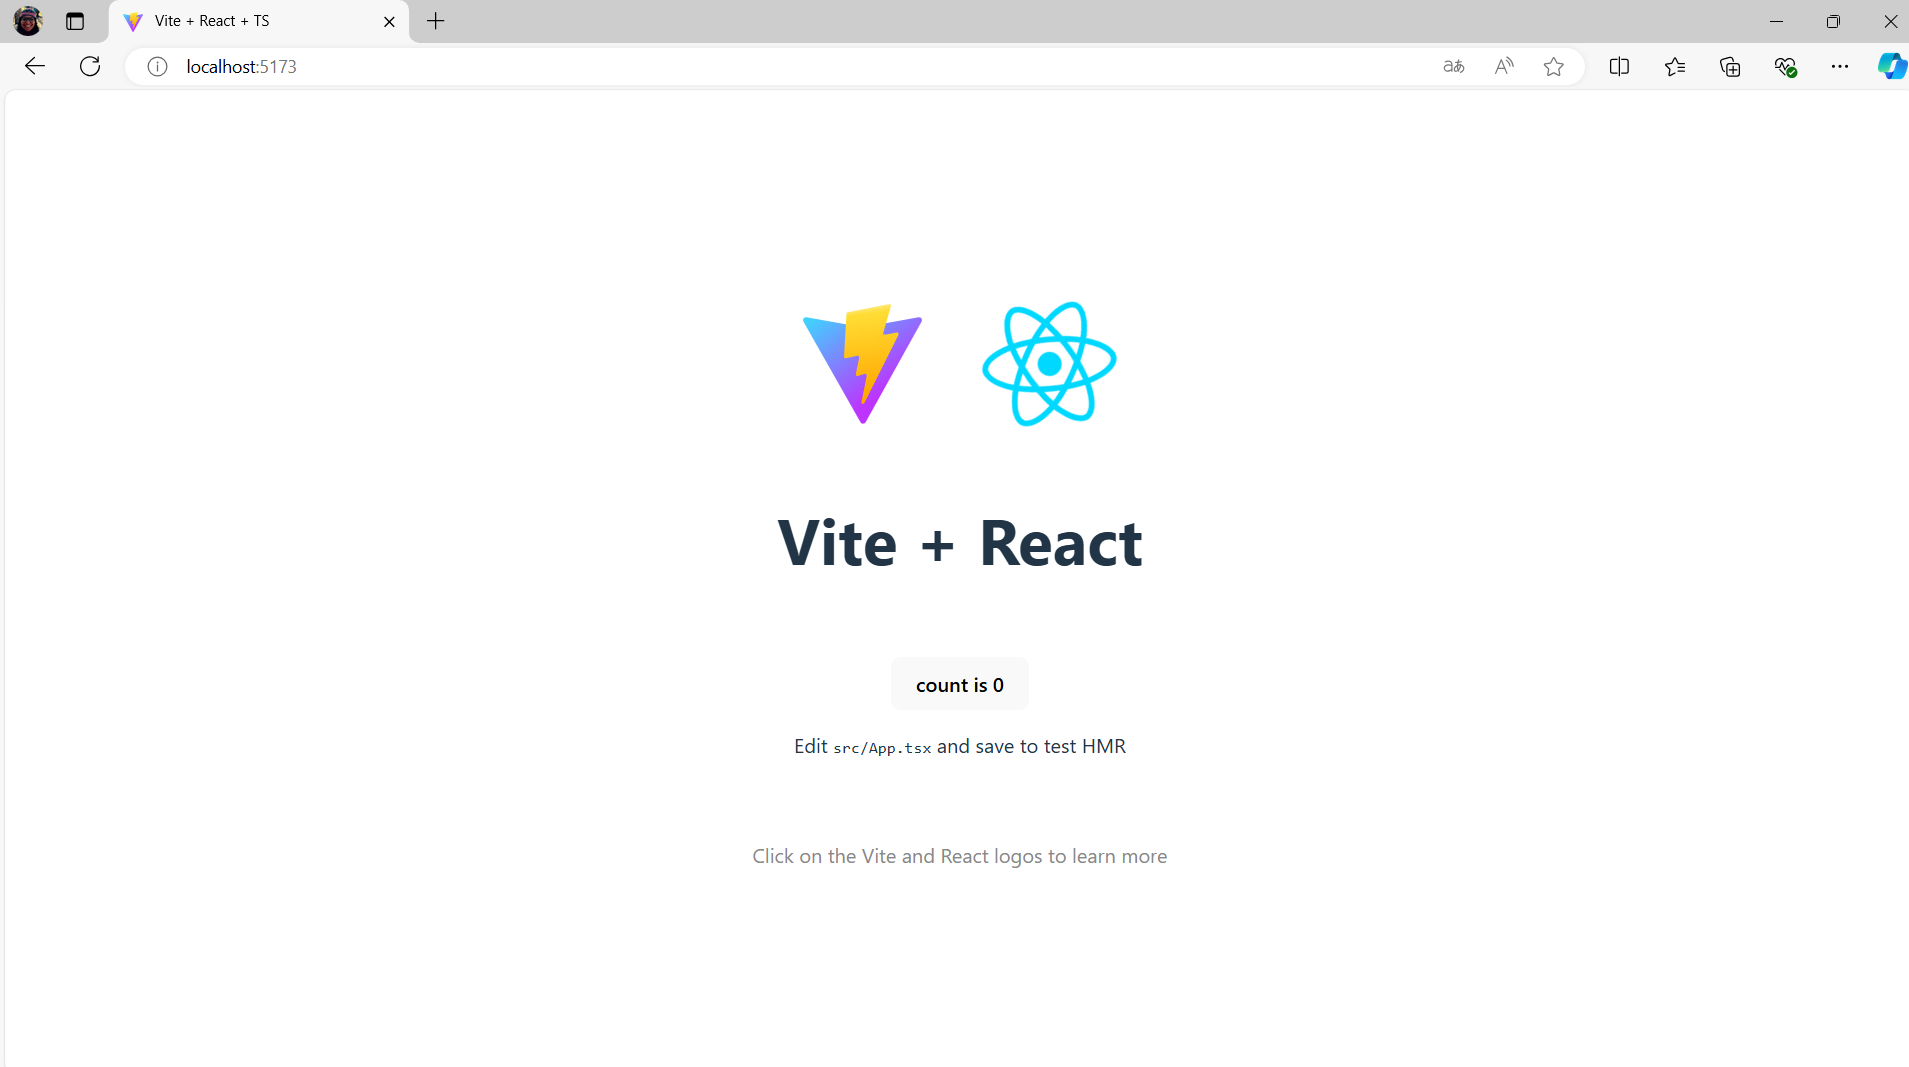 Vite + React + TS
localhost:5173
Vite + React
count is 0
Edit src/App.tsx and save to test HMR
Click on the Vite and React logos to learn more